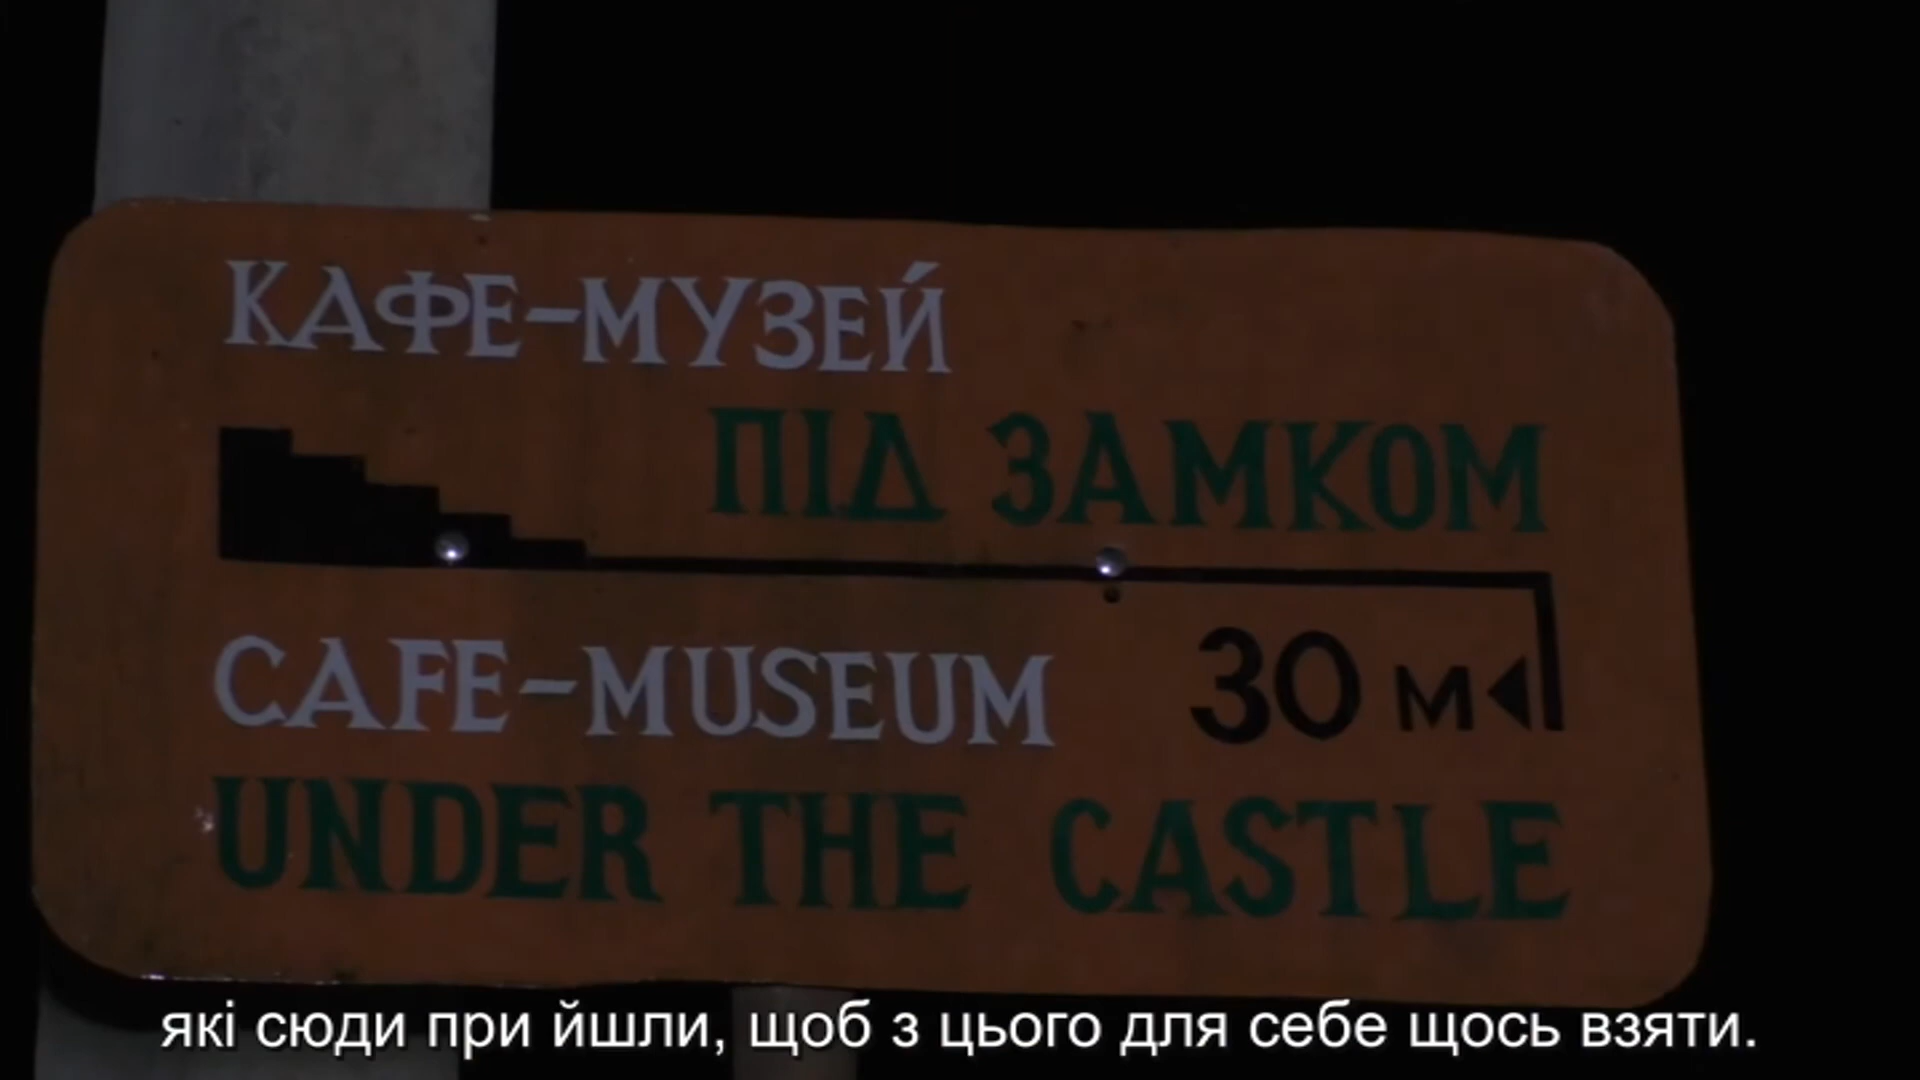 КАФЕ-МУЗЕЙ
ПІД ЗАМКОМ
CAFE-MUSEUM 30 м
UNDER THE CASTLE
які сюди при йшли, щоб з цього для себе щось взяти.